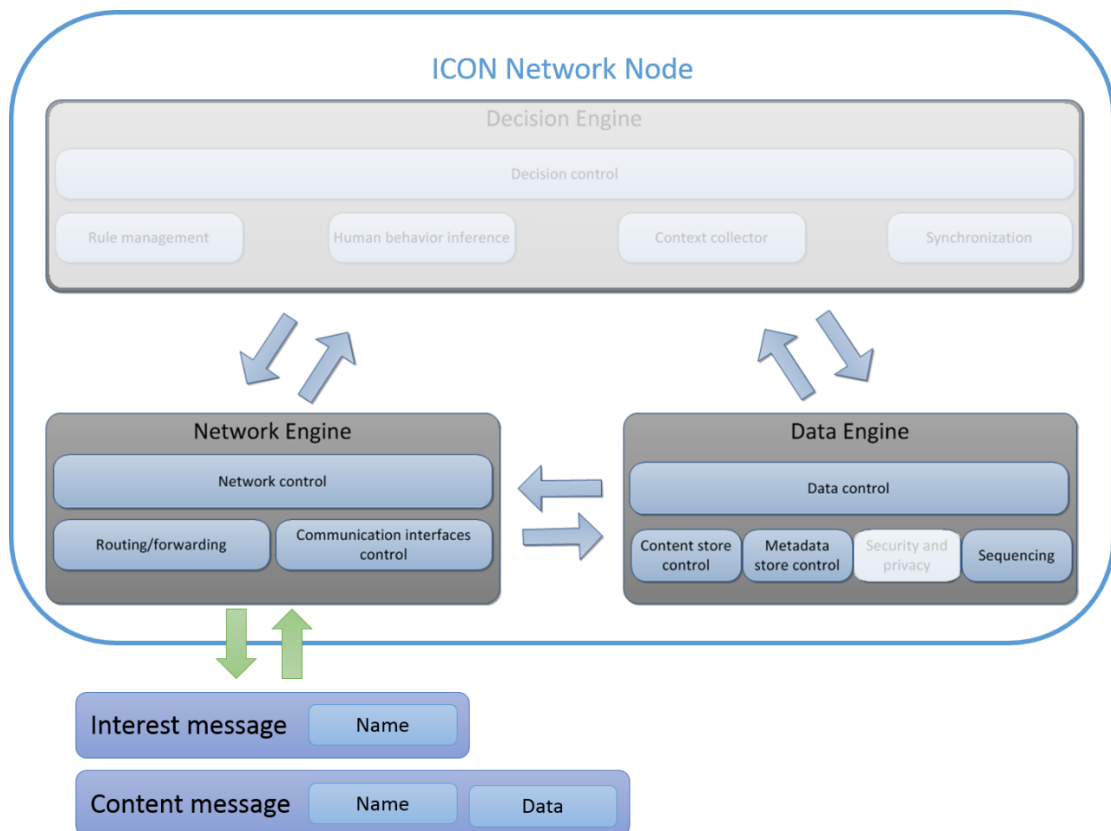 ICON Network Node
Decision Engine
Decision control
Rule management
Human behavior inference
Context collector
Synchronization
Network Engine
Network control
Routing/forwarding
Communication interfaces
control
Data Engine
Data control
Content store
control
Metadata
store control
Security and
privacy
Sequencing
Interest message
Name
Content message
Name
Data